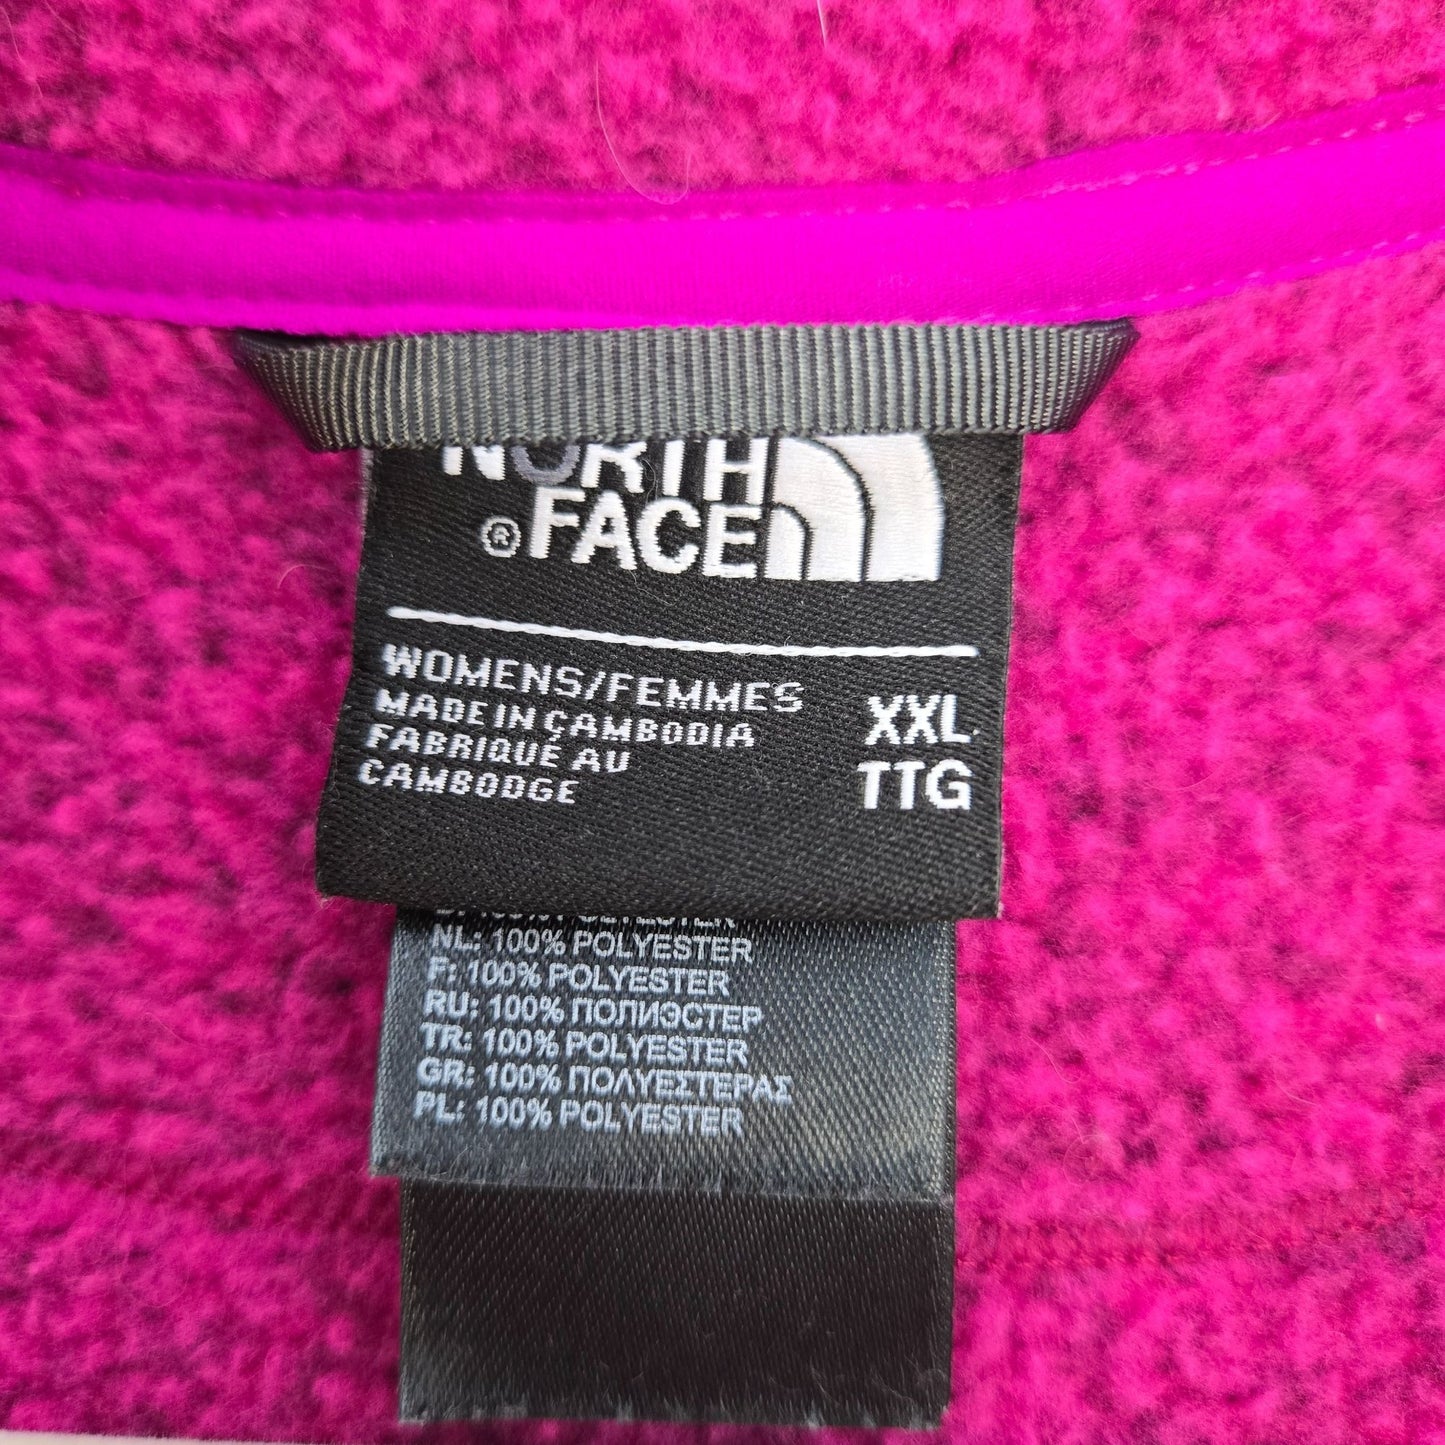 NORTH
® FACE
WOMENS/FEMMES
MADE IN CAMBODIA
FABRIQUÉ AU
CAMBODGE
XXL
TTG
NL: 100% POLYESTER
F: 100% POLYESTER
RU: 100% ПОЛИЭСТЕР
TR: 100% POLYESTER
GR: 100% ΠΟΛΥΕΣΤΕΡΑΣ
PL: 100% POLYESTER